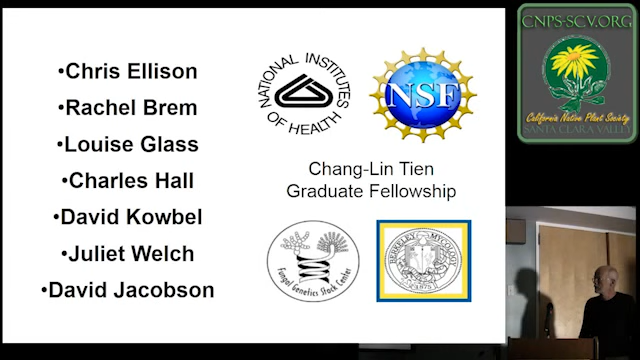 •Chris Ellison
•Rachel Brem
•Louise Glass
•Charles Hall
•David Kowbel
•Juliet Welch
•David Jacobson
NATIONAL INSTITUTES
OF HEALTH
NSF
Chang-Lin Tien
Graduate Fellowship
Fungal Genetics Stock Center
BERKELEY MYCOLOGY
CNPS-SCV.ORG
California Native Plant Society
SANTA CLARA VALLEY